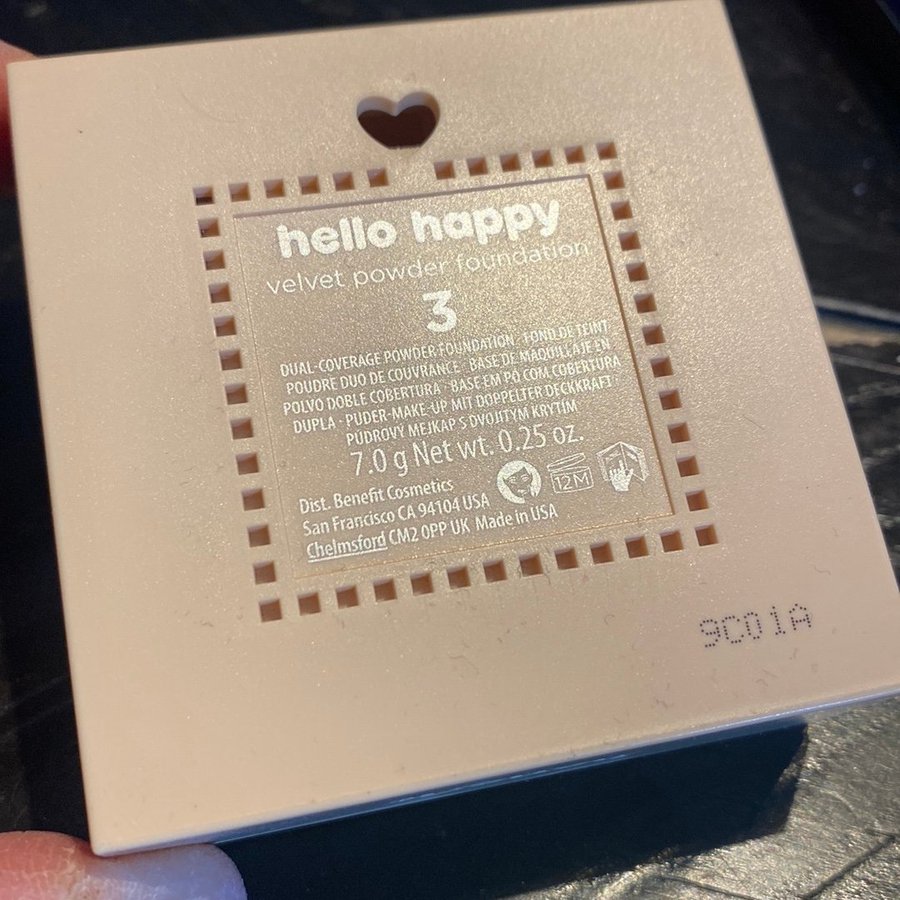 hello happy
velvet powder foundation
3
DUAL-COVERAGE POWDER FOUNDATION · FOND DE TEINT
POUDRE DUO DE COUVRANCE · BASE DE MAQUILLAJE EN
POLVO DOBLE COBERTURA · BASE EM PÓ COM COBERTURA
DUPLA · PUDER-MAKE-UP MIT DOPPELTER DECKKRAFT
PÚDROVÝ MEJKAP S DVOJITÝM KRYTÍM
7.0 g Net wt. 0.25 oz.
12M
Dist. Benefit Cosmetics
San Francisco CA 94104 USA
Chelmsford CM2 0PP UK Made in USA
9C01A